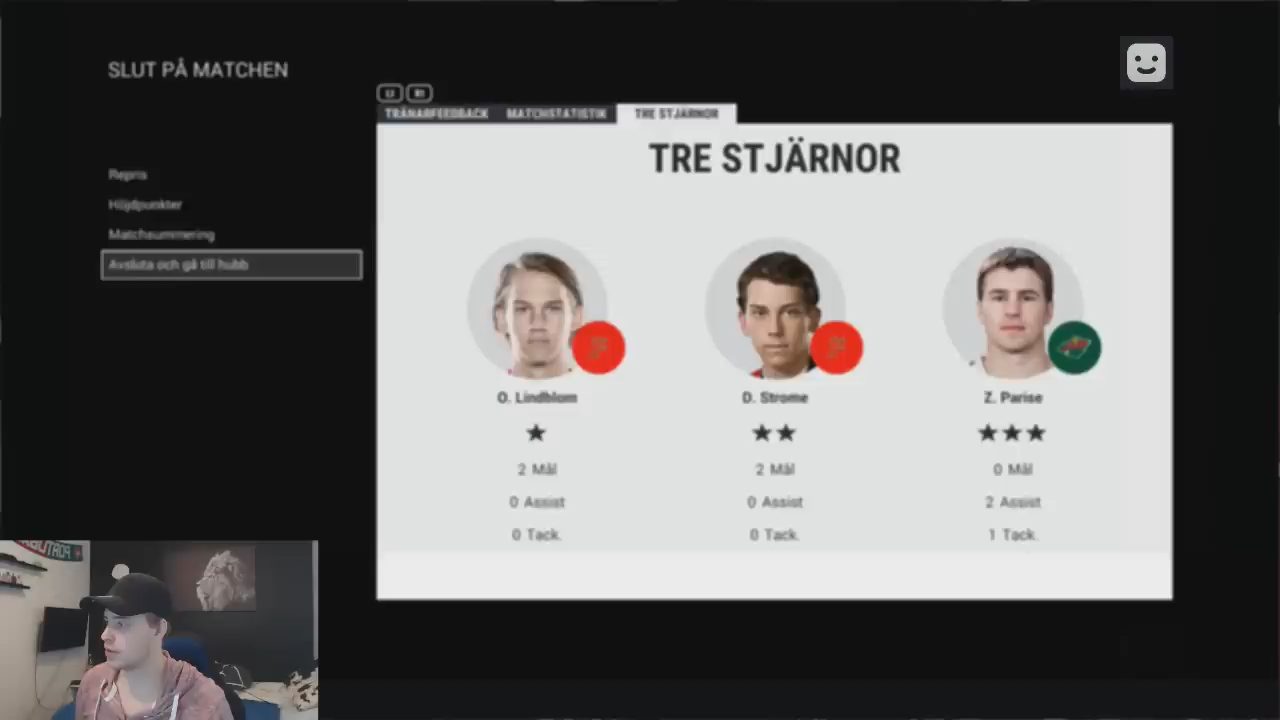 SLUT PÅ MATCHEN
Repris
Höjdpunkter
Matchsummering
Avsluta och gå till hubb
TRÄNARFEEDBACK
MATCHSTATISTIK
TRE STJÄRNOR
TRE STJÄRNOR
O. Lindblom
D. Strome
Z. Parise
2 Mål
2 Mål
0 Mål
0 Assist
0 Assist
2 Assist
0 Tack.
0 Tack.
1 Tack.